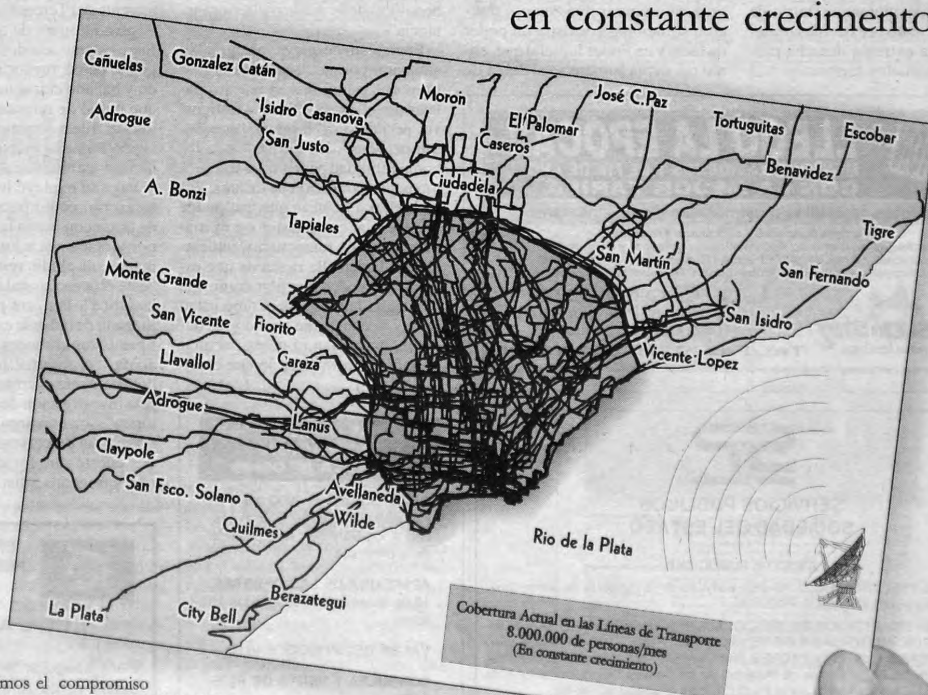 en constante crecimento
Cañuelas
Gonzalez Catán
Adrogue
Isidro Casanova
San Justo
Moron
El Palomar
Caseros
José C.Paz
Tortuguitas
Escobar
Benavidez
Ciudadela
A. Bonzi
Tapiales
Tigre
San Martín
San Fernando
Monte Grande
San Vicente
Fiorito
San Isidro
Vicente Lopez
Llavallol
Caraza
Adrogue
Lanus
Claypole
San Fsco. Solano
Avellaneda
Quilmes
Wilde
Rio de la Plata
Berazategui
La Plata
City Bell
Cobertura Actual en las Líneas de Transporte
8.000.000 de personas/mes
(En constante crecimiento)
mos el compromiso